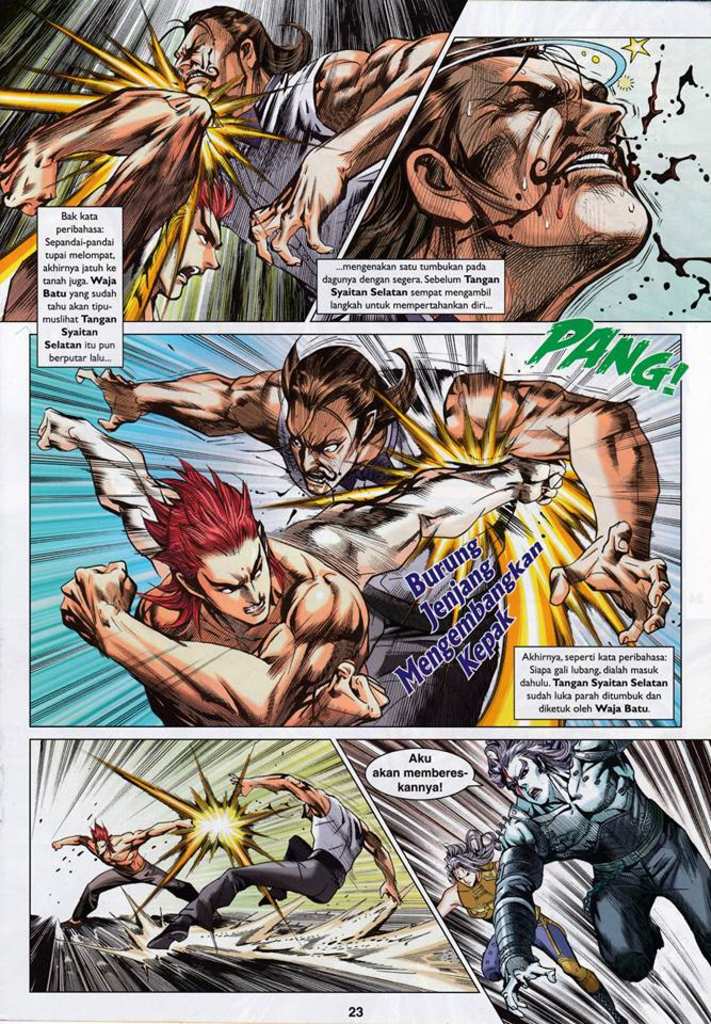 Bak kata
peribahasa:
Sepandai-pandai
tupai melompat,
akhirnya jatuh ke
tanah juga. Waja
Batu yang sudah
tahu akan tipu-
muslihat Tangan
Syaitan
Selatan itu pun
berputar lalu...
...mengenakan satu tumbukan pada
dagunya dengan segera. Sebelum Tangan
Syaitan Selatan sempat mengambil
langkah untuk mempertahankan diri...
PANG!
Burung
Jenjang
Mengembangkan
Kepak
Akhirnya, seperti kata peribahasa:
Siapa gali lubang, dialah masuk
dahulu. Tangan Syaitan Selatan
sudah luka parah ditumbuk dan
diketuk oleh Waja Batu.
Aku
akan memberes-
kannya!
23